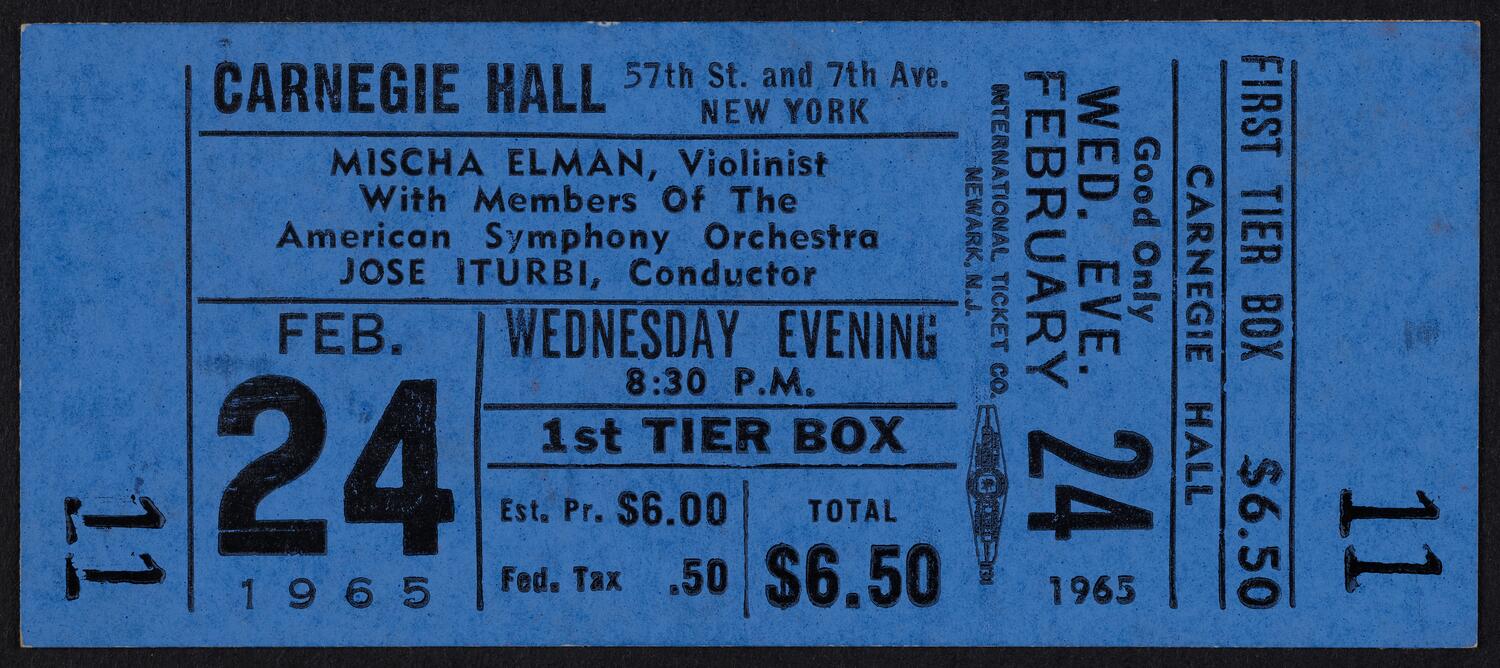 11
CARNEGIE HALL 57th St. and 7th Ave.
NEW YORK
MISCHA ELMAN, Violinist
With Members Of The
American Symphony Orchestra
JOSE ITURBI, Conductor
FEB.
24
1965
WEDNESDAY EVENING
8:30 P.M.
1st TIER BOX
Est. Pr. $6.00
Fed. Tax .50
TOTAL
$6.50
INTERNATIONAL TICKET CO.
NEWARK, N.J.
Good Only
WED. EVE.
FEBRUARY 24
1965
FIRST TIER BOX $6.50
CARNEGIE HALL
11